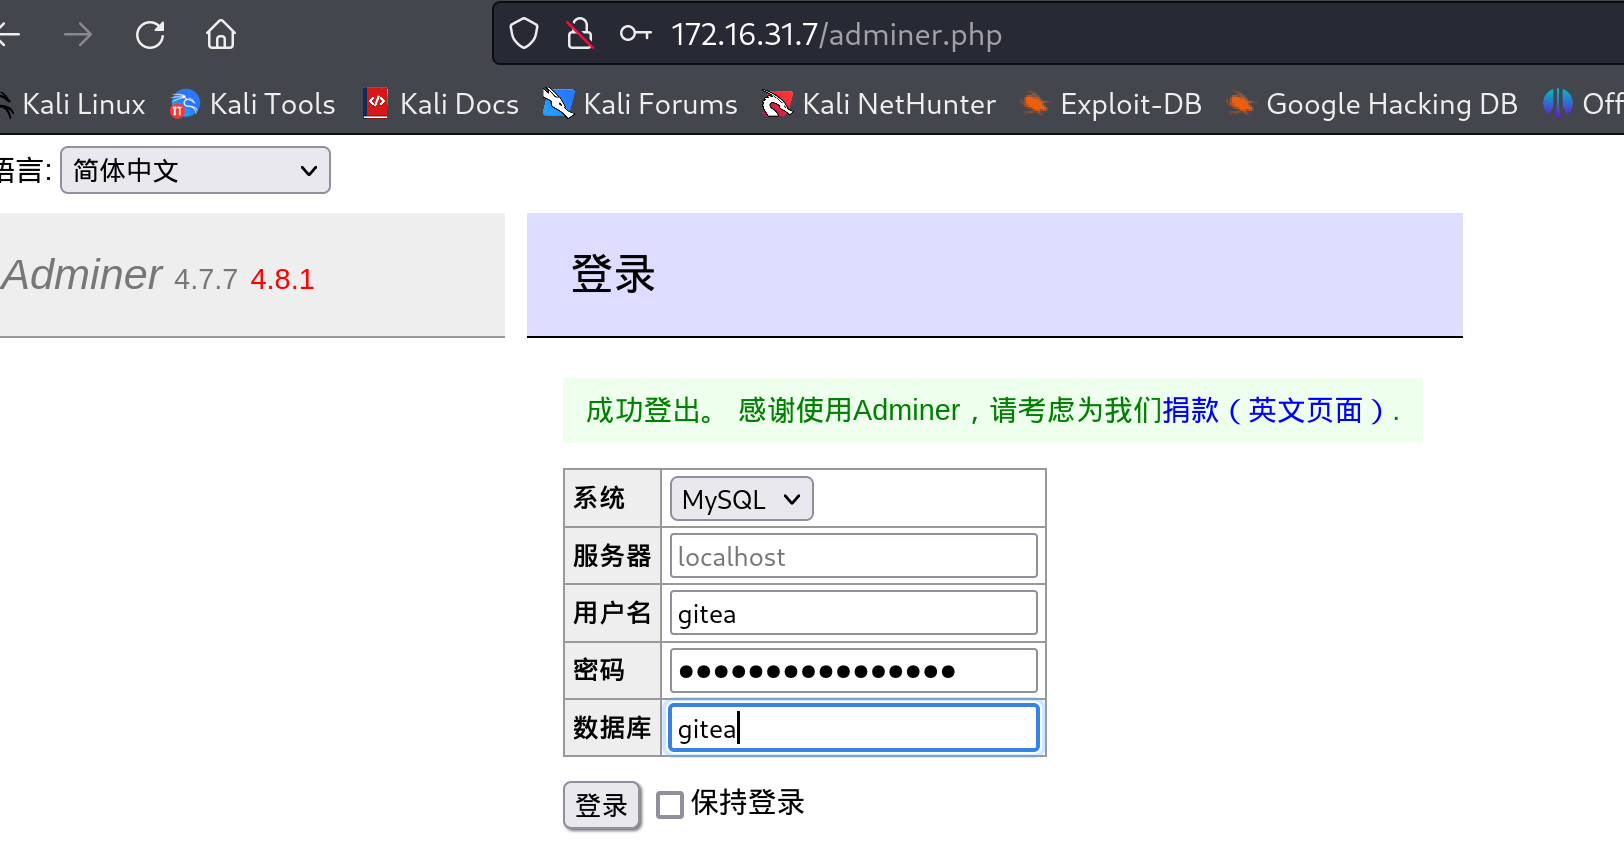 172.16.31.7/adminer.php
Kali Linux Kali Tools Kali Docs Kali Forums Kali NetHunter Exploit-DB Google Hacking DB Off
语言: 简体中文
Adminer 4.7.7 4.8.1
登录
成功登出。 感谢使用Adminer，请考虑为我们捐款（英文页面）.
系统 MySQL
服务器 localhost
用户名 gitea
密码 ●●●●●●●●●●●●●●●●
数据库 gitea
登录 保持登录